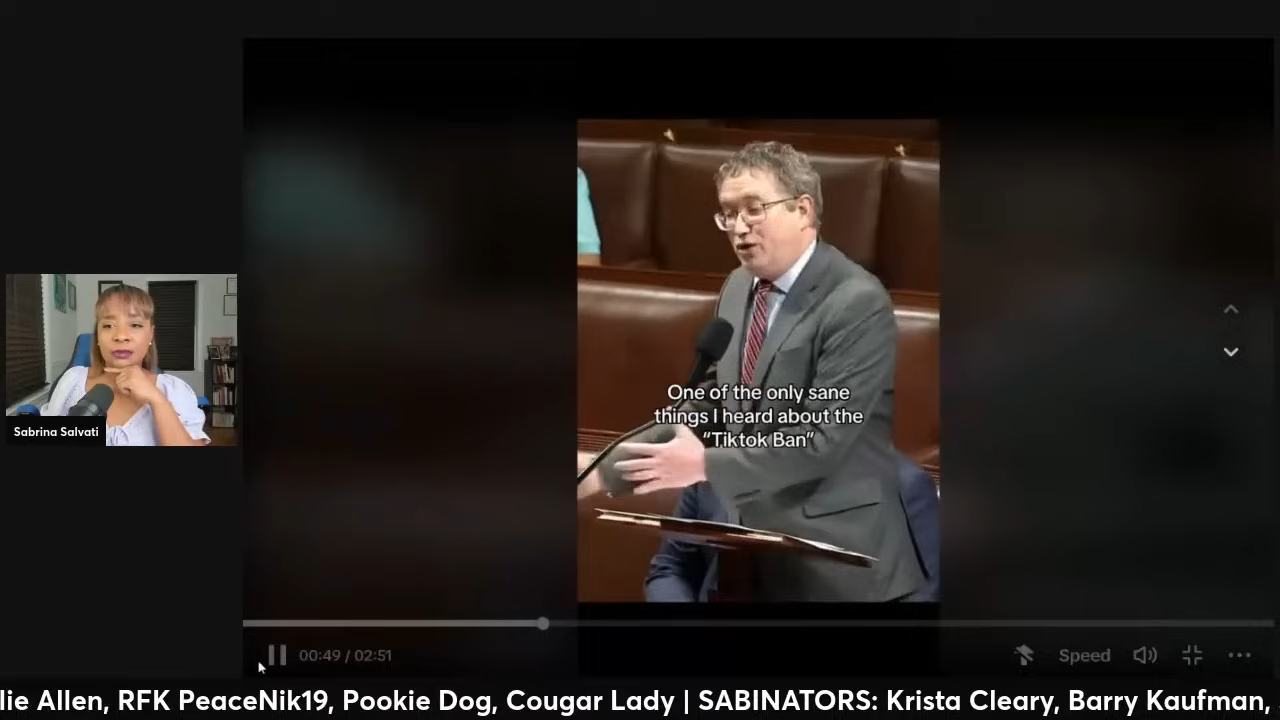 One of the only sane
things I heard about the
"Tiktok Ban"
Sabrina Salvati
00:49 / 02:51
Speed
lie Allen, RFK PeaceNik19, Pookie Dog, Cougar Lady | SABINATORS: Krista Cleary, Barry Kaufman,